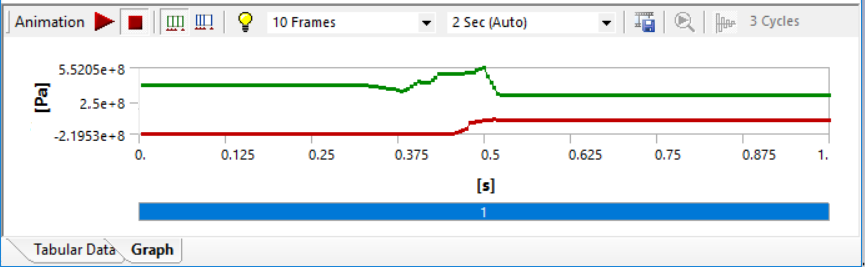 Animation 10 Frames 2 Sec (Auto) 3 Cycles
5.5205e+8
[Pa]
2.5e+8
-2.1953e+8
0. 0.125 0.25 0.375 0.5 0.625 0.75 0.875 1.
[s]
1
Tabular Data Graph